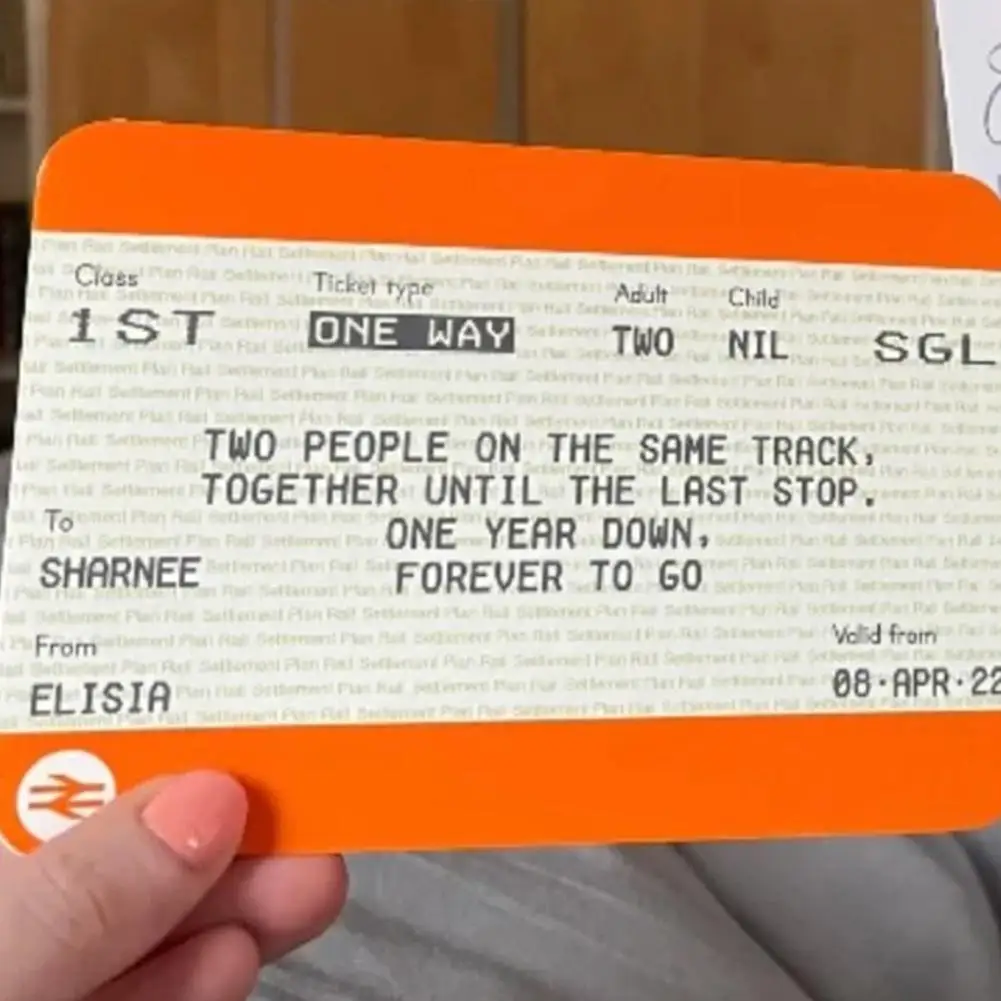 Class Ticket type Adult Child
1ST ONE WAY TWO NIL SGL
TWO PEOPLE ON THE SAME TRACK,
TOGETHER UNTIL THE LAST STOP.
To
ONE YEAR DOWN,
SHARNEE
FOREVER TO GO
From
Valid from
ELISIA
08·APR·22